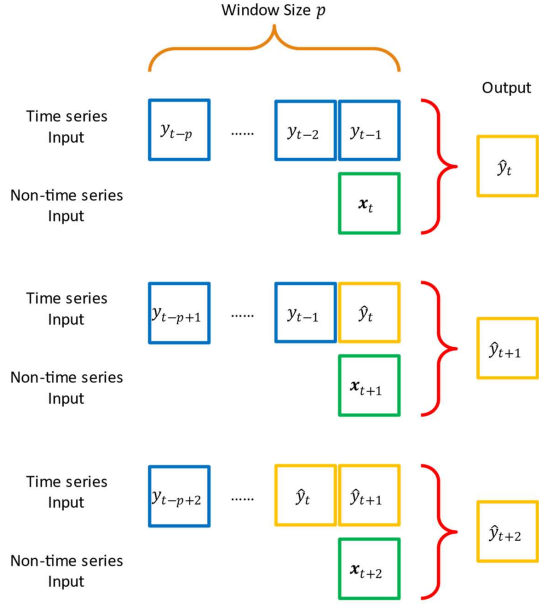 Window Size p
Output
Time series
Input
y_{t−p} ...... y_{t−2} y_{t−1}
ŷ_t
Non-time series
Input
x_t
Time series
Input
y_{t−p+1} ...... y_{t−1} ŷ_t
ŷ_{t+1}
Non-time series
Input
x_{t+1}
Time series
Input
y_{t−p+2} ...... ŷ_t ŷ_{t+1}
ŷ_{t+2}
Non-time series
Input
x_{t+2}